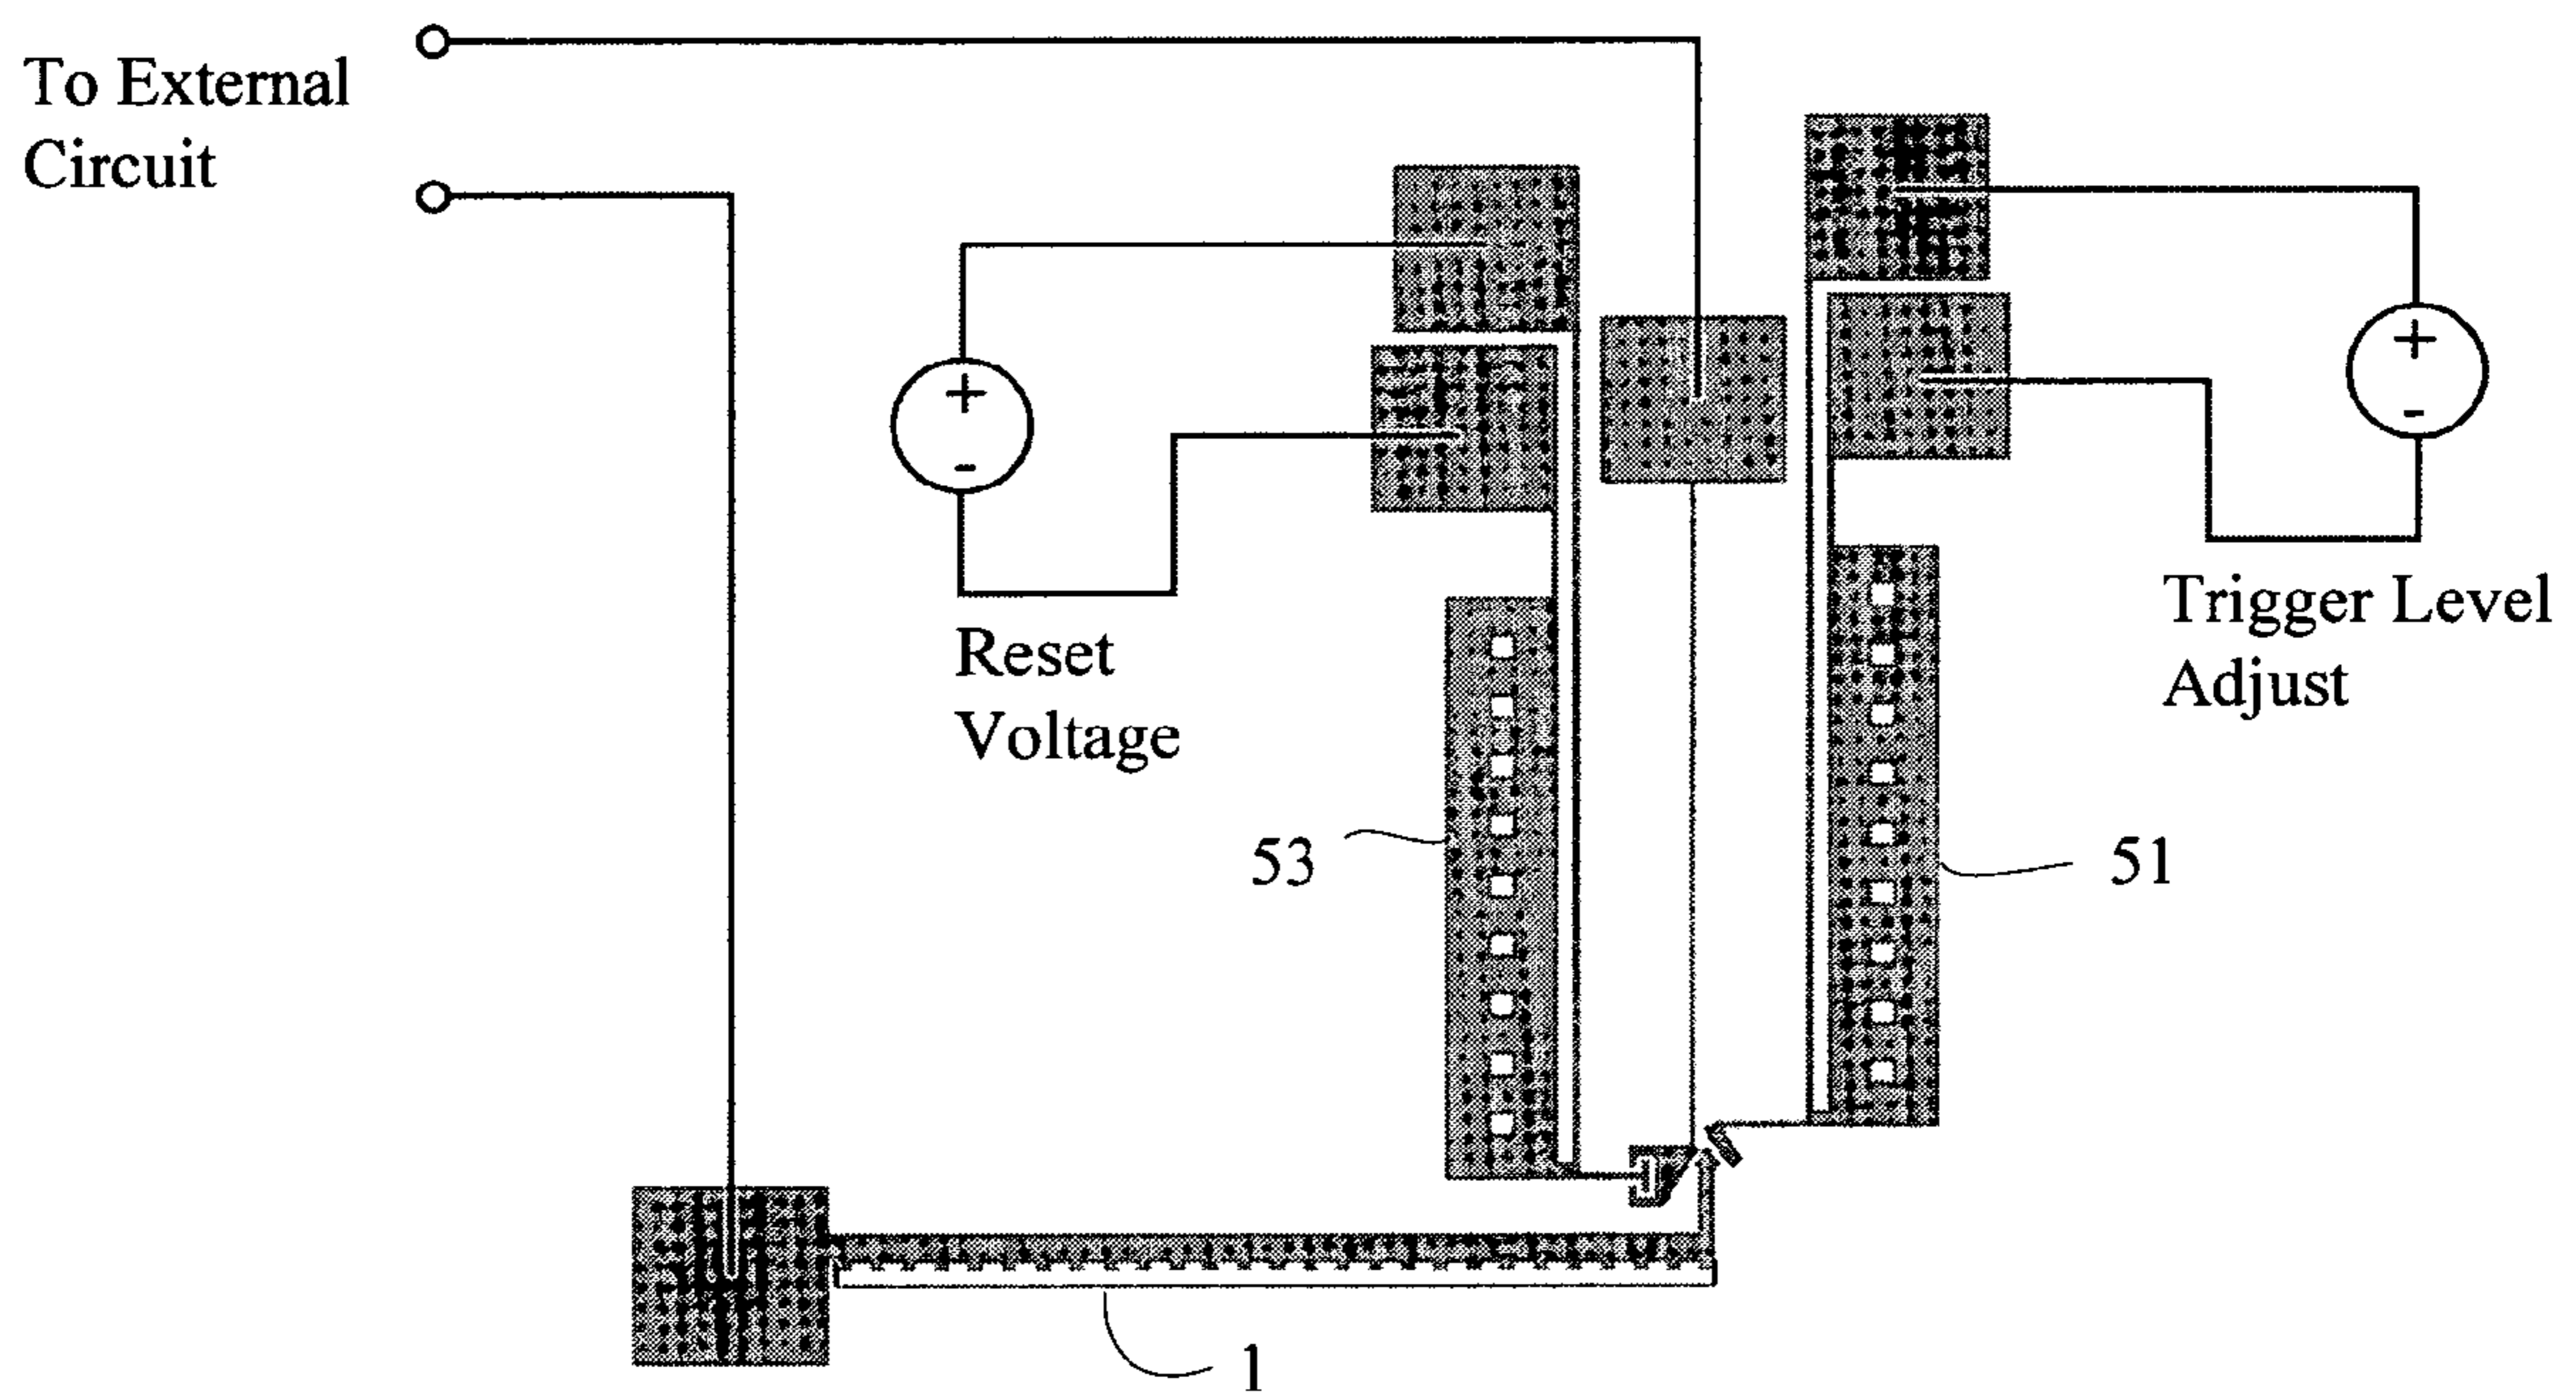 To External
Circuit
+
-
Reset
Voltage
+
-
Trigger Level
Adjust
53
51
1